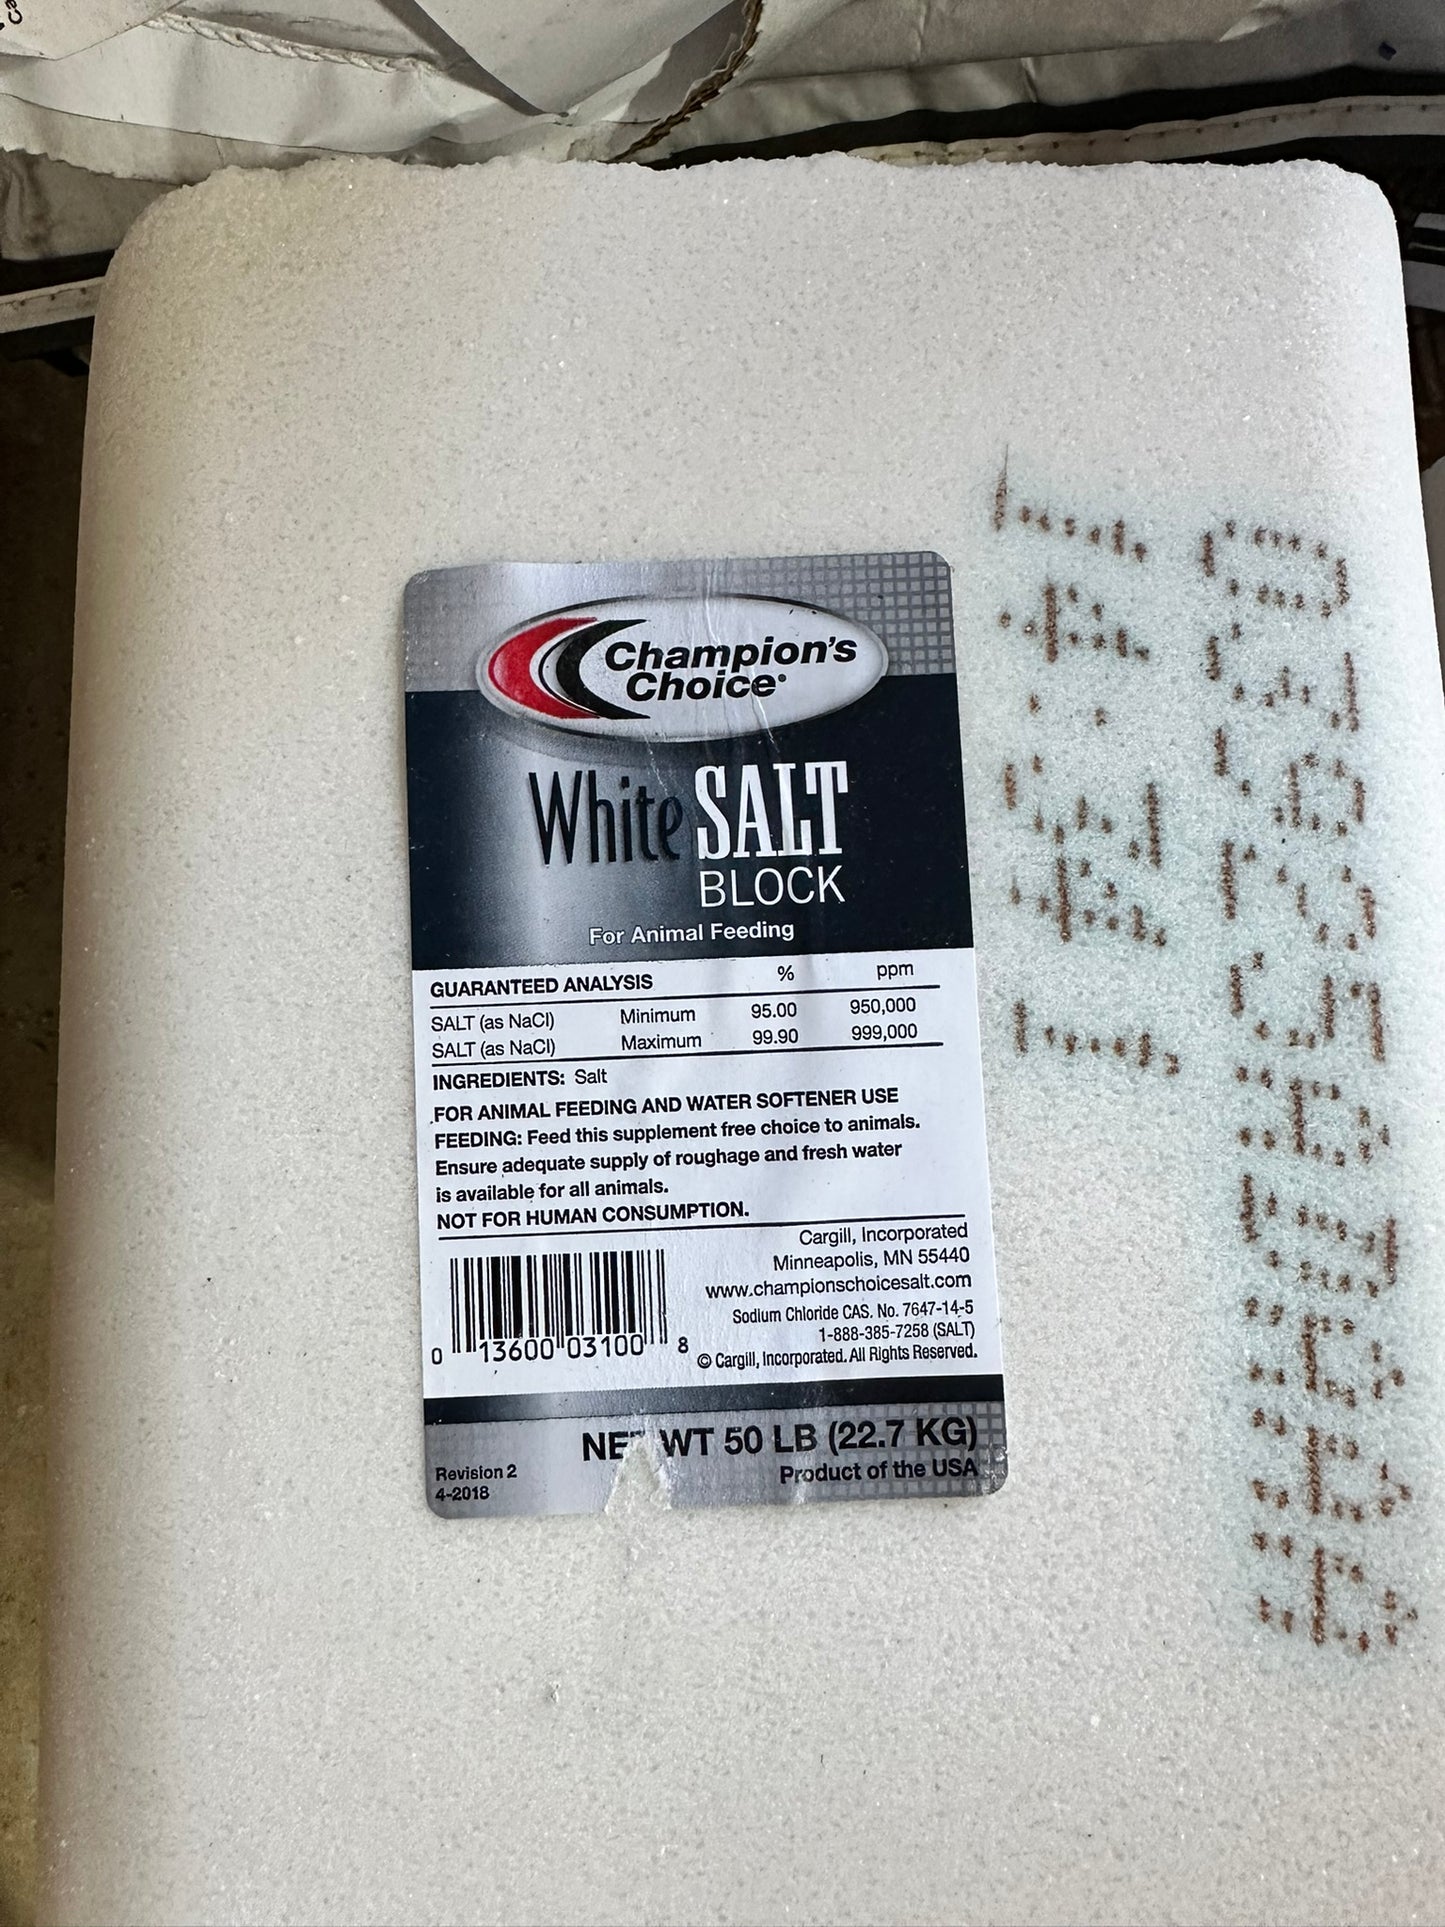 Champion's
Choice
White SALT
BLOCK
For Animal Feeding
GUARANTEED ANALYSIS % ppm
SALT (as NaCl) Minimum 95.00 950,000
SALT (as NaCl) Maximum 99.90 999,000
INGREDIENTS: Salt
FOR ANIMAL FEEDING AND WATER SOFTENER USE
FEEDING: Feed this supplement free choice to animals.
Ensure adequate supply of roughage and fresh water
is available for all animals.
NOT FOR HUMAN CONSUMPTION.
Cargill, Incorporated
Minneapolis, MN 55440
www.championschoicesalt.com
Sodium Chloride CAS. No. 7647-14-5
1-888-385-7258 (SALT)
© Cargill, Incorporated. All Rights Reserved.
0 13600 03100 8
NET WT 50 LB (22.7 KG)
Product of the USA
Revision 2
4-2018